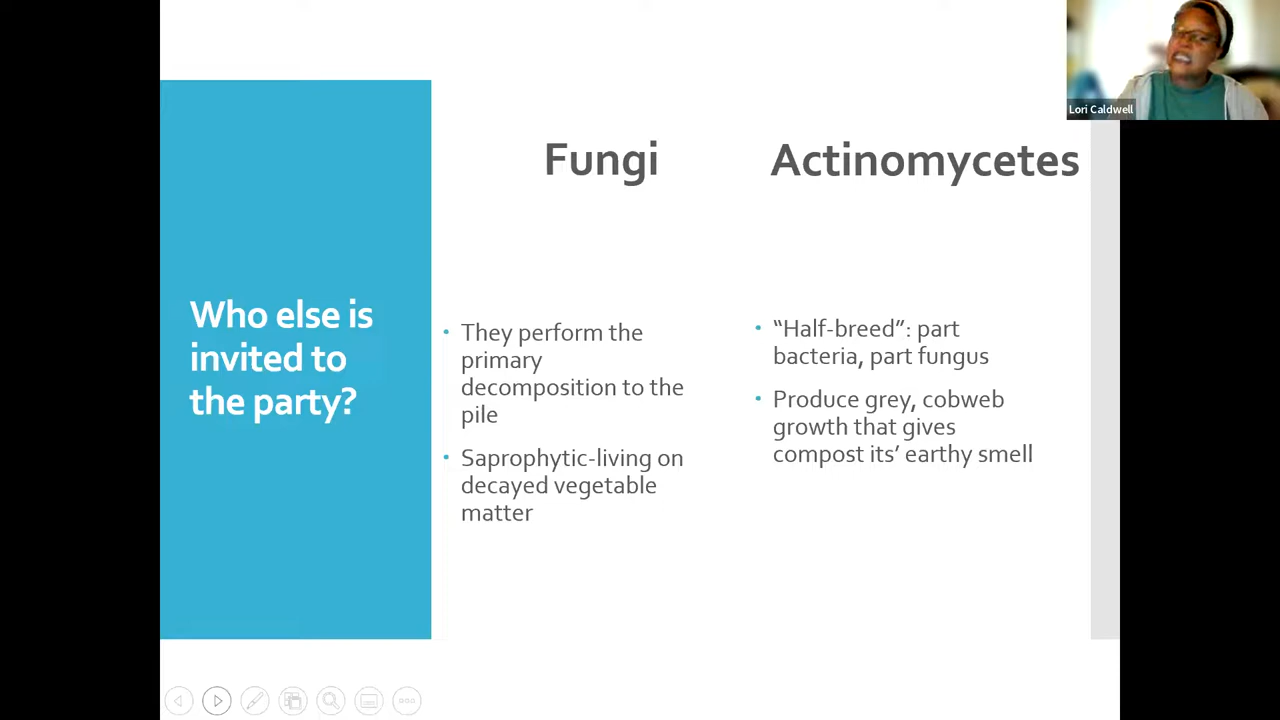 Lori Caldwell
Who else is
invited to
the party?
Fungi
They perform the
primary
decomposition to the
pile
Saprophytic-living on
decayed vegetable
matter
Actinomycetes
“Half-breed”: part
bacteria, part fungus
Produce grey, cobweb
growth that gives
compost its’ earthy smell